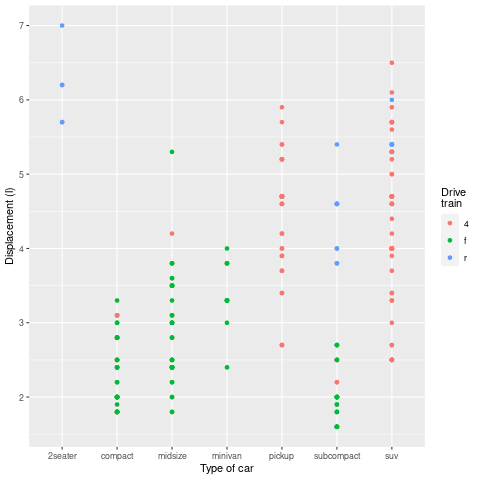 7
6
5
4
3
2
Displacement (l)
2seater compact midsize minivan pickup subcompact suv
Type of car
Drive
train
4
f
r